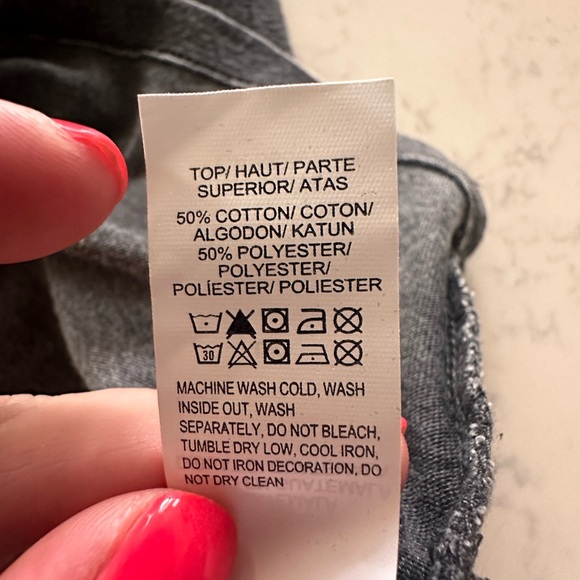 TOP/ HAUT/ PARTE
SUPERIOR/ ATAS
50% COTTON/ COTON/
ALGODON/ KATUN
50% POLYESTER/
POLYESTER/
POLÍESTER/ POLIESTER
30
MACHINE WASH COLD, WASH
INSIDE OUT, WASH
SEPARATELY, DO NOT BLEACH,
TUMBLE DRY LOW, COOL IRON,
DO NOT IRON DECORATION, DO
NOT DRY CLEAN